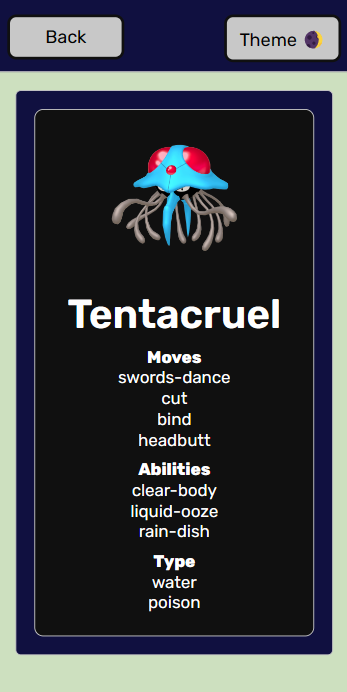 Back
Theme
Tentacruel
Moves
swords-dance
cut
bind
headbutt
Abilities
clear-body
liquid-ooze
rain-dish
Type
water
poison